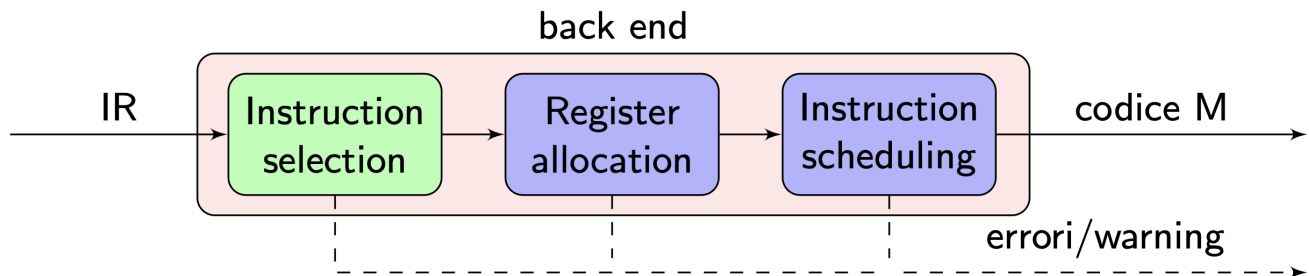 back end
IR
Instruction
selection
Register
allocation
Instruction
scheduling
codice M
errori/warning